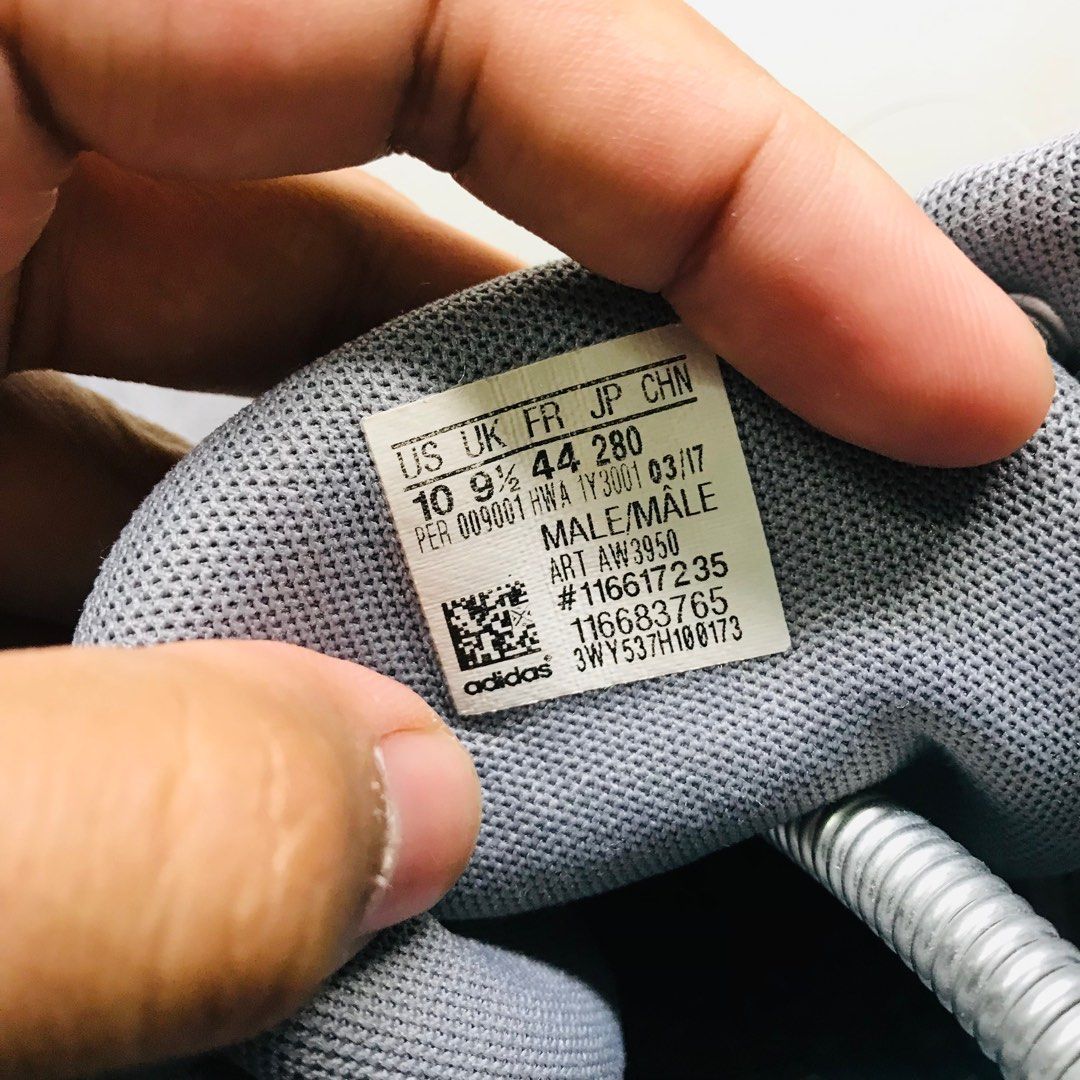 US UK FR JP CHN
10 9½ 44 280
PER 009001 HWA 1Y3001 03/17
MALE/MÂLE
ART AW3950
#116617235
116683765
3WY537H100173
adidas®